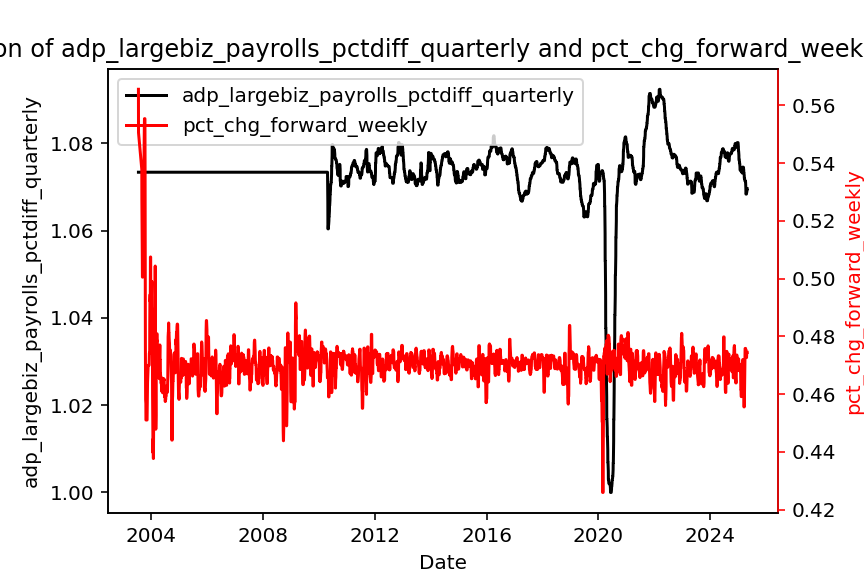 on of adp_largebiz_payrolls_pctdiff_quarterly and pct_chg_forward_week
adp_largebiz_payrolls_pctdiff_quarterly
pct_chg_forward_weekly
adp_largebiz_payrolls_pctdiff_quarterly
1.08
1.06
1.04
1.02
1.00
0.56
0.54
0.52
0.50
0.48
0.46
0.44
0.42
pct_chg_forward_weekly
2004 2008 2012 2016 2020 2024
Date